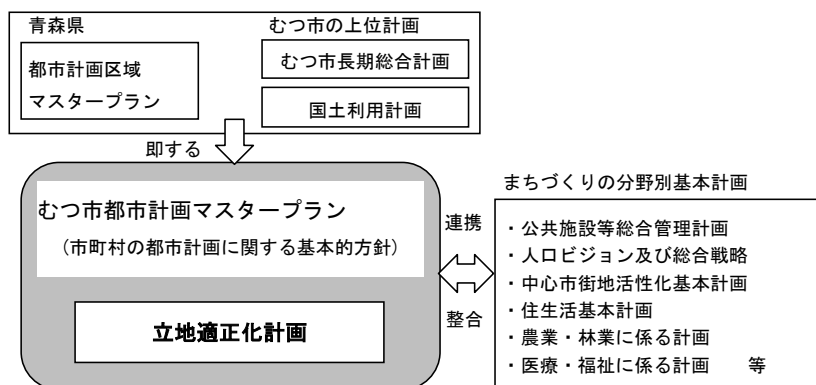 青森県
都市計画区域
マスタープラン
むつ市の上位計画
むつ市長期総合計画
国土利用計画
即する
むつ市都市計画マスタープラン
（市町村の都市計画に関する基本的方針）
立地適正化計画
連携
整合
まちづくりの分野別基本計画
・公共施設等総合管理計画
・人口ビジョン及び総合戦略
・中心市街地活性化基本計画
・住生活基本計画
・農業・林業に係る計画
・医療・福祉に係る計画　　等